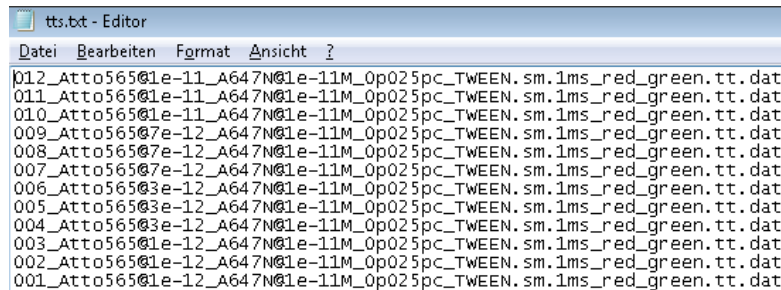 tts.txt - Editor
Datei Bearbeiten Format Ansicht ?
012_Atto565@1e-11_A647N@1e-11M_0p025pc_TWEEN.sm.1ms_red_green.tt.dat
011_Atto565@1e-11_A647N@1e-11M_0p025pc_TWEEN.sm.1ms_red_green.tt.dat
010_Atto565@1e-11_A647N@1e-11M_0p025pc_TWEEN.sm.1ms_red_green.tt.dat
009_Atto565@7e-12_A647N@1e-11M_0p025pc_TWEEN.sm.1ms_red_green.tt.dat
008_Atto565@7e-12_A647N@1e-11M_0p025pc_TWEEN.sm.1ms_red_green.tt.dat
007_Atto565@7e-12_A647N@1e-11M_0p025pc_TWEEN.sm.1ms_red_green.tt.dat
006_Atto565@3e-12_A647N@1e-11M_0p025pc_TWEEN.sm.1ms_red_green.tt.dat
005_Atto565@3e-12_A647N@1e-11M_0p025pc_TWEEN.sm.1ms_red_green.tt.dat
004_Atto565@3e-12_A647N@1e-11M_0p025pc_TWEEN.sm.1ms_red_green.tt.dat
003_Atto565@1e-12_A647N@1e-11M_0p025pc_TWEEN.sm.1ms_red_green.tt.dat
002_Atto565@1e-12_A647N@1e-11M_0p025pc_TWEEN.sm.1ms_red_green.tt.dat
001_Atto565@1e-12_A647N@1e-11M_0p025pc_TWEEN.sm.1ms_red_green.tt.dat